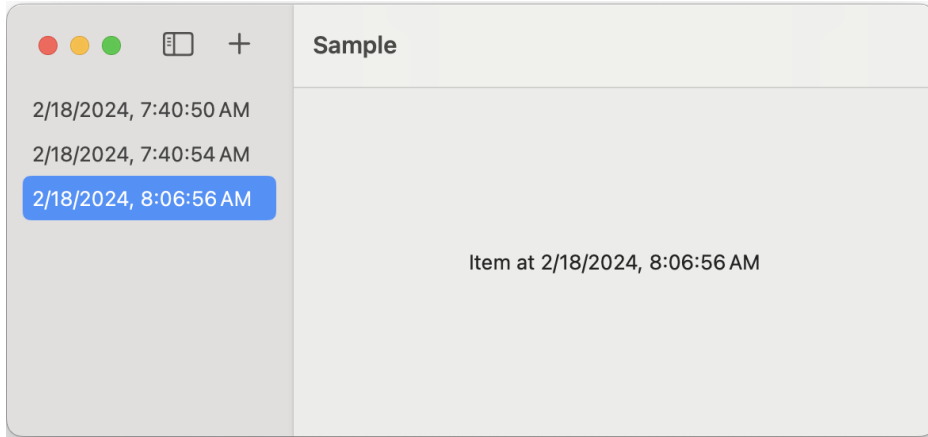 Sample
2/18/2024, 7:40:50 AM
2/18/2024, 7:40:54 AM
2/18/2024, 8:06:56 AM
Item at 2/18/2024, 8:06:56 AM